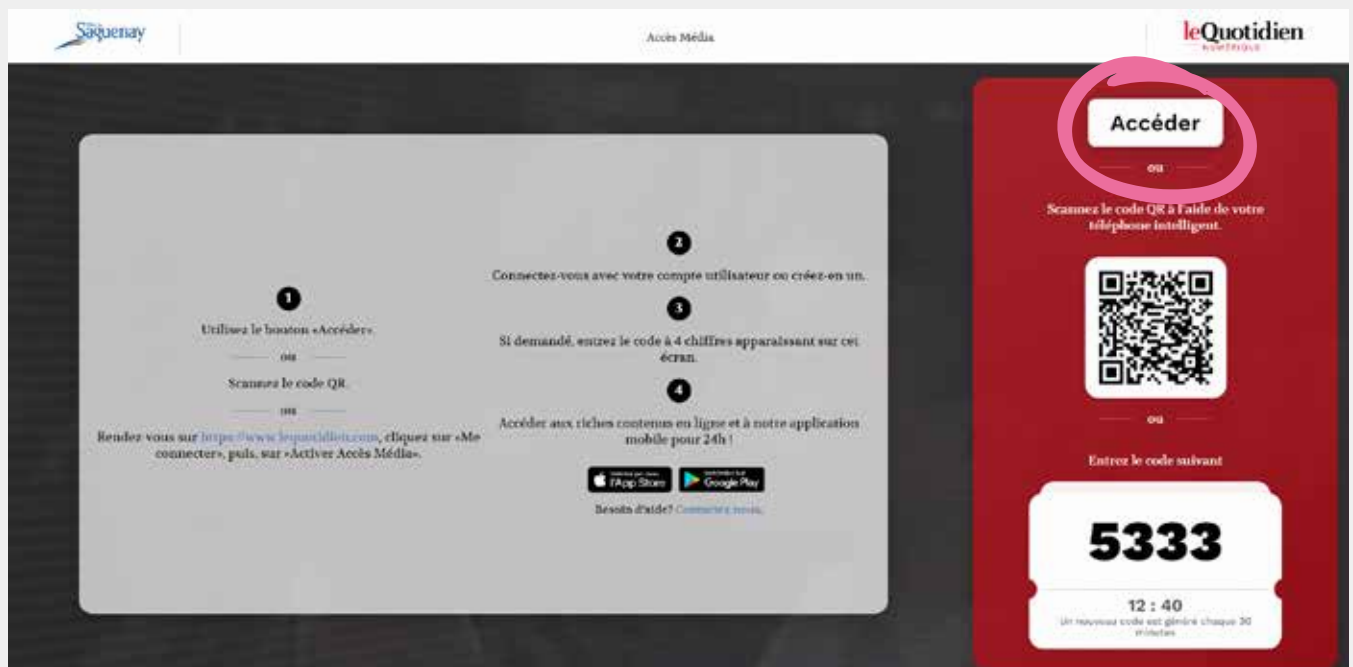 Saguenay
Accès Média
leQuotidien
NUMÉRIQUE
1
Utilisez le bouton «Accéder».
ou
Scannez le code QR.
ou
Rendez-vous sur https://www.lequotidien.com, cliquez sur «Me
connecter», puis, sur «Activer Accès Média».
2
Connectez-vous avec votre compte utilisateur ou créez-en un.
3
Si demandé, entrez le code à 4 chiffres apparaissant sur cet
écran.
4
Accéder aux riches contenus en ligne et à notre application
mobile pour 24h !
l'App Store
Google Play
Besoin d'aide? Contactez-nous.
Accéder
ou
Scannez le code QR à l'aide de votre
téléphone intelligent.
ou
Entrez le code suivant
5333
12 : 40
Un nouveau code est généré chaque 30
minutes